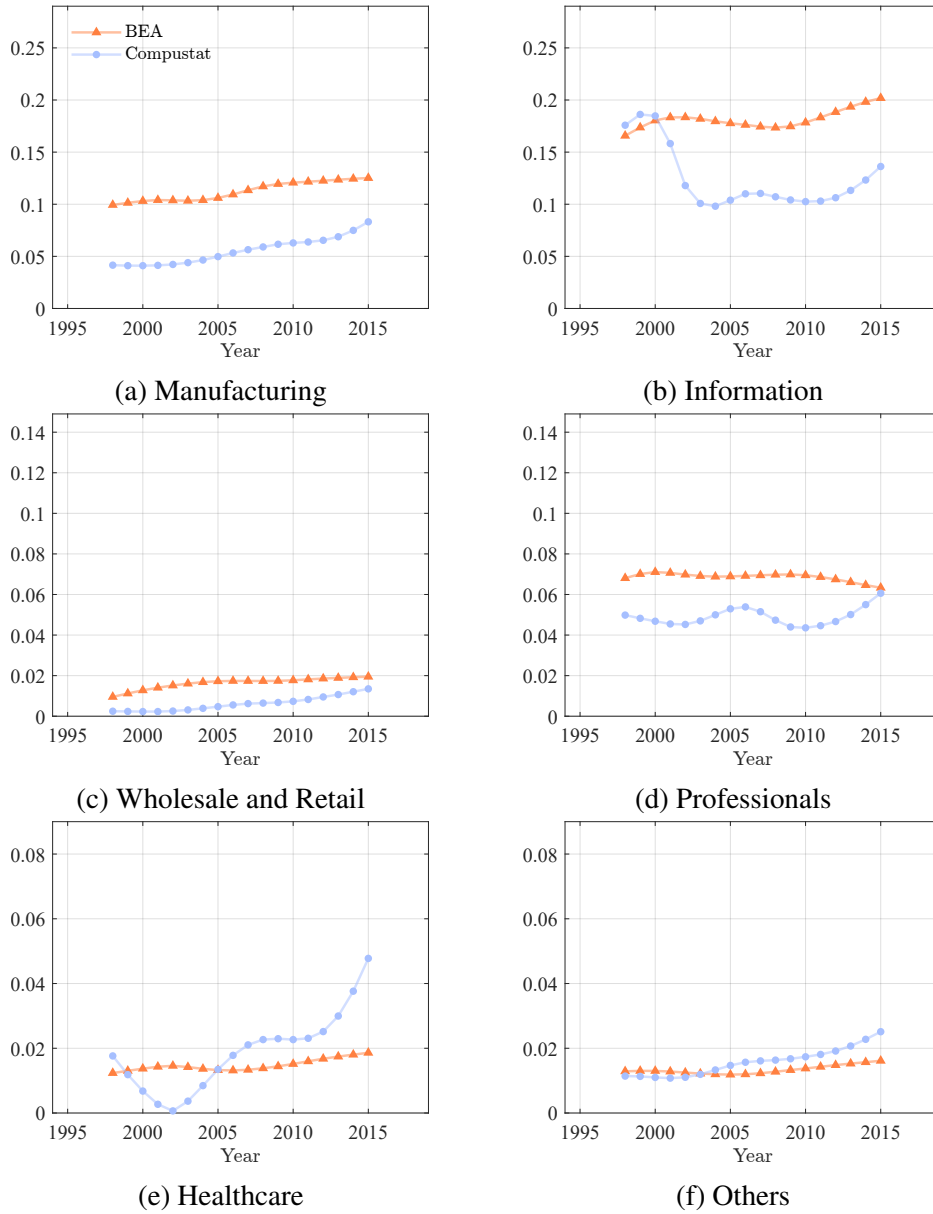 BEA
Compustat
0.25
0.2
0.15
0.1
0.05
0
1995 2000 2005 2010 2015
Year
(a) Manufacturing
0.25
0.2
0.15
0.1
0.05
0
1995 2000 2005 2010 2015
Year
(b) Information
0.14
0.12
0.1
0.08
0.06
0.04
0.02
0
1995 2000 2005 2010 2015
Year
(c) Wholesale and Retail
0.14
0.12
0.1
0.08
0.06
0.04
0.02
0
1995 2000 2005 2010 2015
Year
(d) Professionals
0.08
0.06
0.04
0.02
0
1995 2000 2005 2010 2015
Year
(e) Healthcare
0.08
0.06
0.04
0.02
0
1995 2000 2005 2010 2015
Year
(f) Others